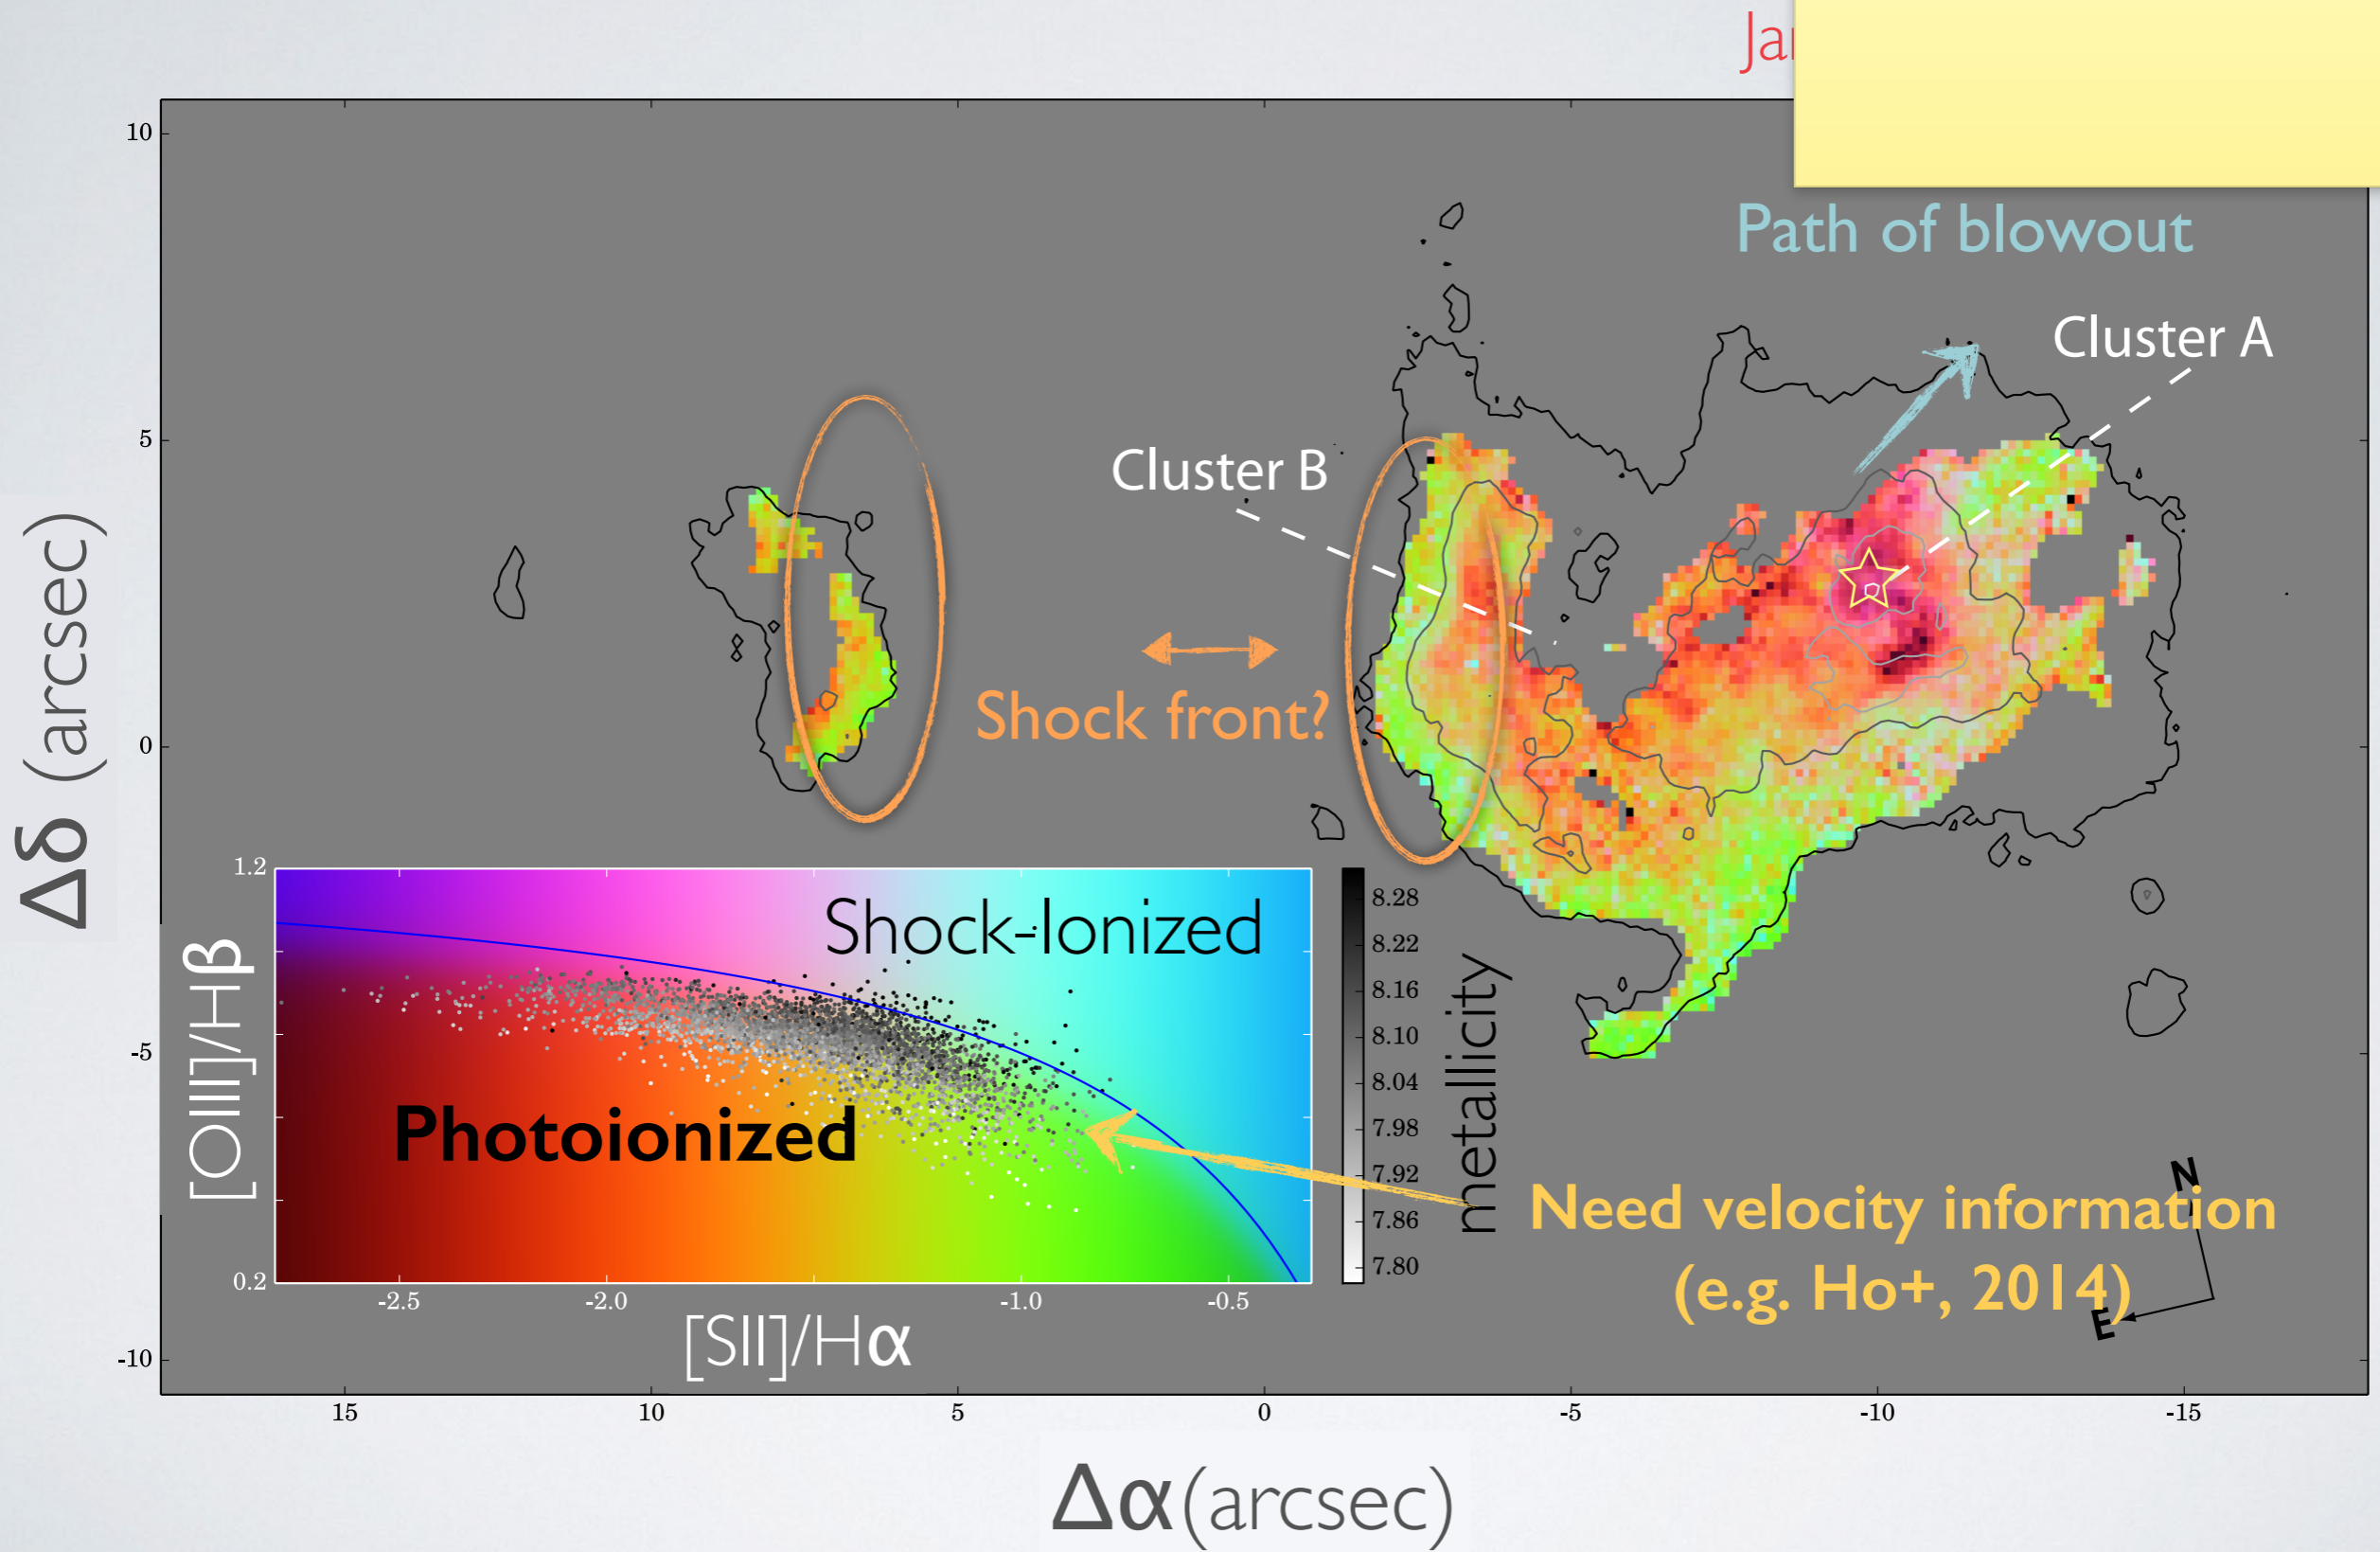 Path of blowout
Cluster A
Cluster B
Shock front?
Δδ (arcsec)
10
5
0
-5
-10
1.2
0.2
[OIII]/Hβ
Shock-Ionized
Photoionized
-2.5 -2.0 -1.0 -0.5
[SII]/Hα
8.28
8.22
8.16
8.10
8.04
7.98
7.92
7.86
7.80
metallicity
Need velocity information
(e.g. Ho+, 2014)
N
E
15 10 5 0 -5 -10 -15
Δα(arcsec)